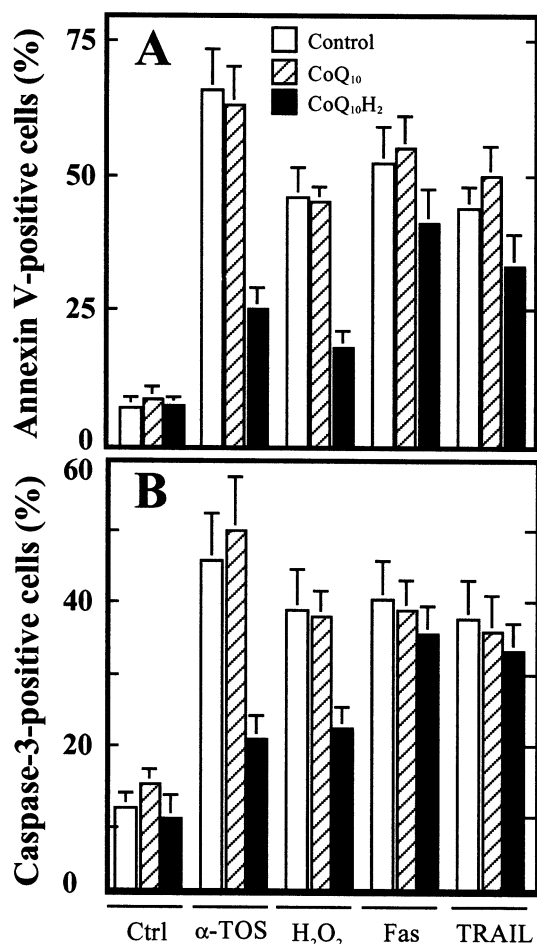 75
50
25
0
Annexin V-positive cells (%)
A
Control
CoQ₁₀
CoQ₁₀H₂
60
40
20
0
Caspase-3-positive cells (%)
B
Ctrl α-TOS H₂O₂ Fas TRAIL